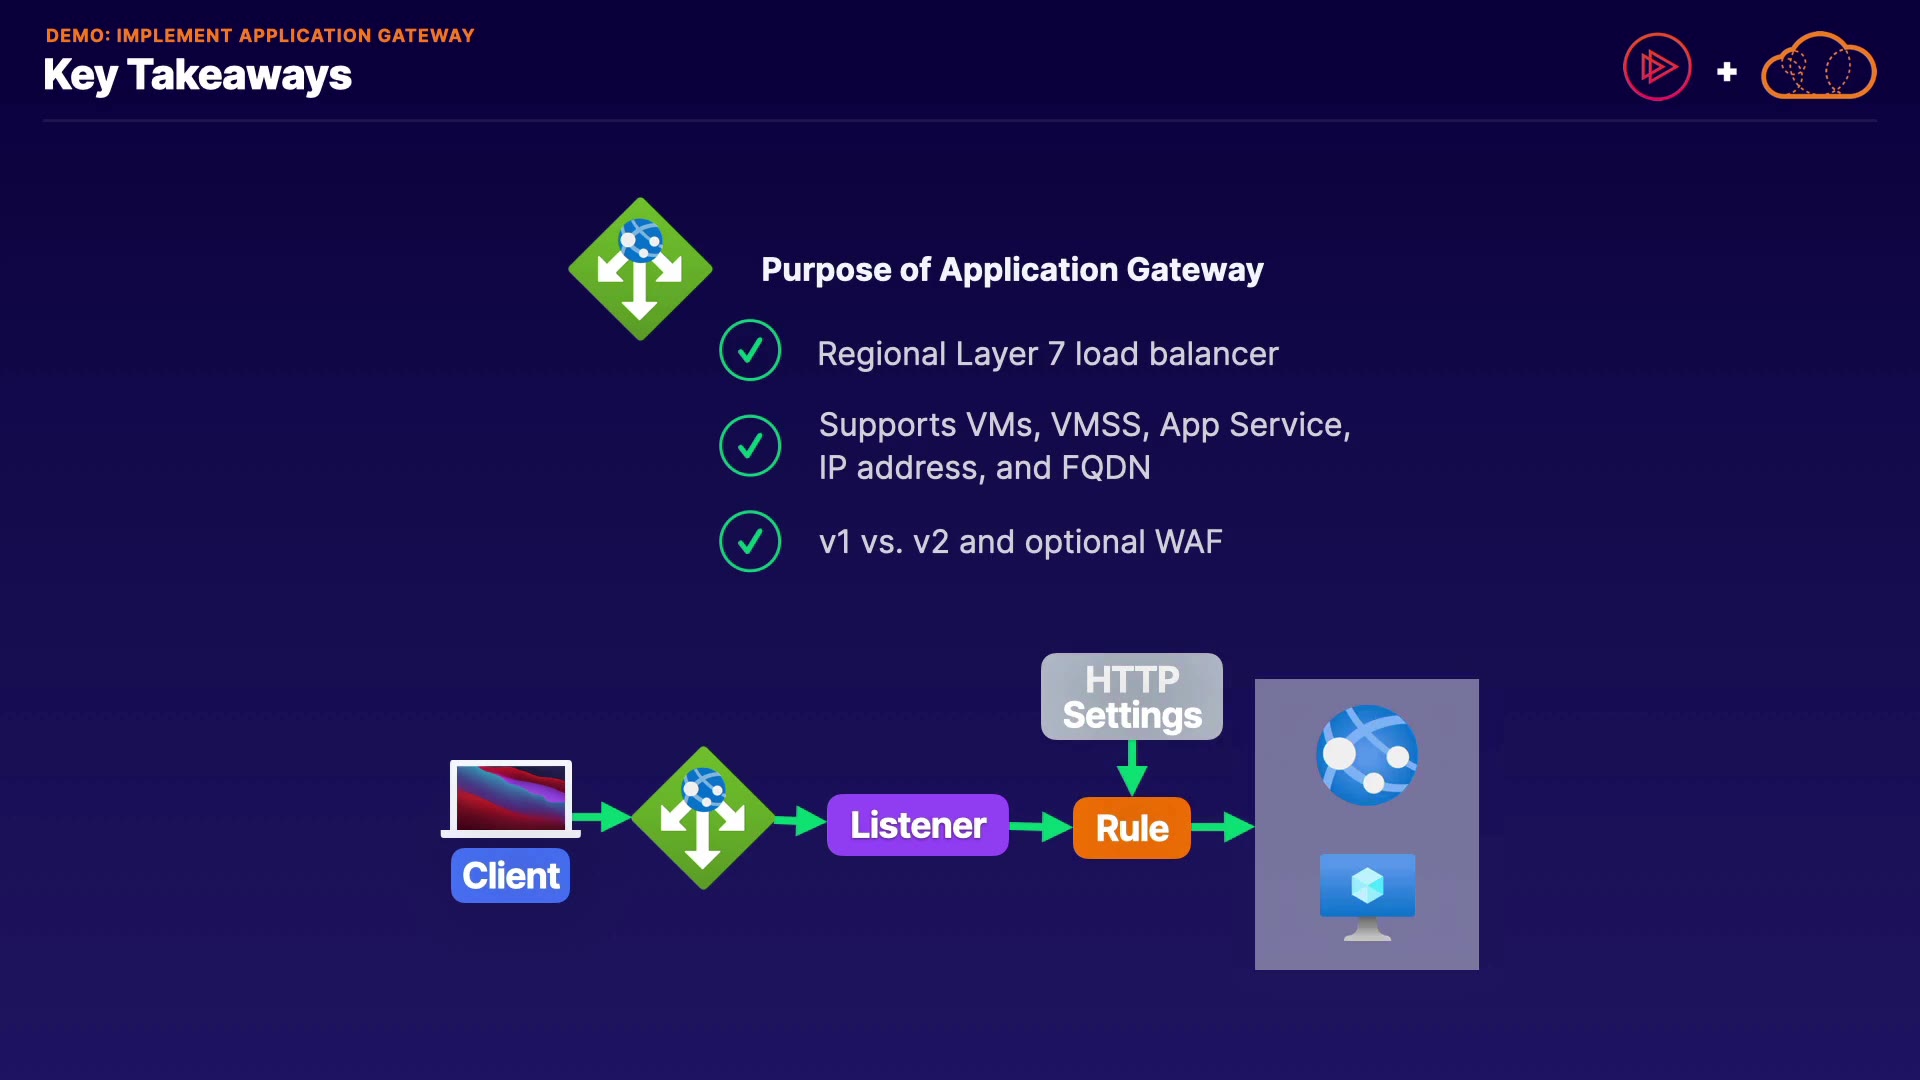 DEMO: IMPLEMENT APPLICATION GATEWAY
Key Takeaways
Purpose of Application Gateway
Regional Layer 7 load balancer
Supports VMs, VMSS, App Service,
IP address, and FQDN
v1 vs. v2 and optional WAF
HTTP
Settings
Listener
Rule
Client